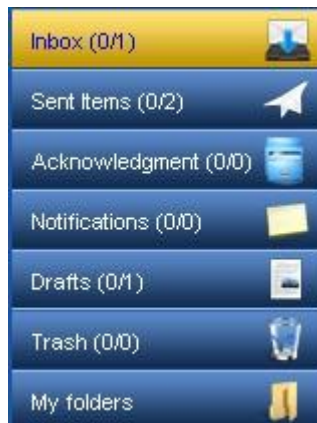 Inbox (0/1)
Sent Items (0/2)
Acknowledgment (0/0)
Notifications (0/0)
Drafts (0/1)
Trash (0/0)
My folders